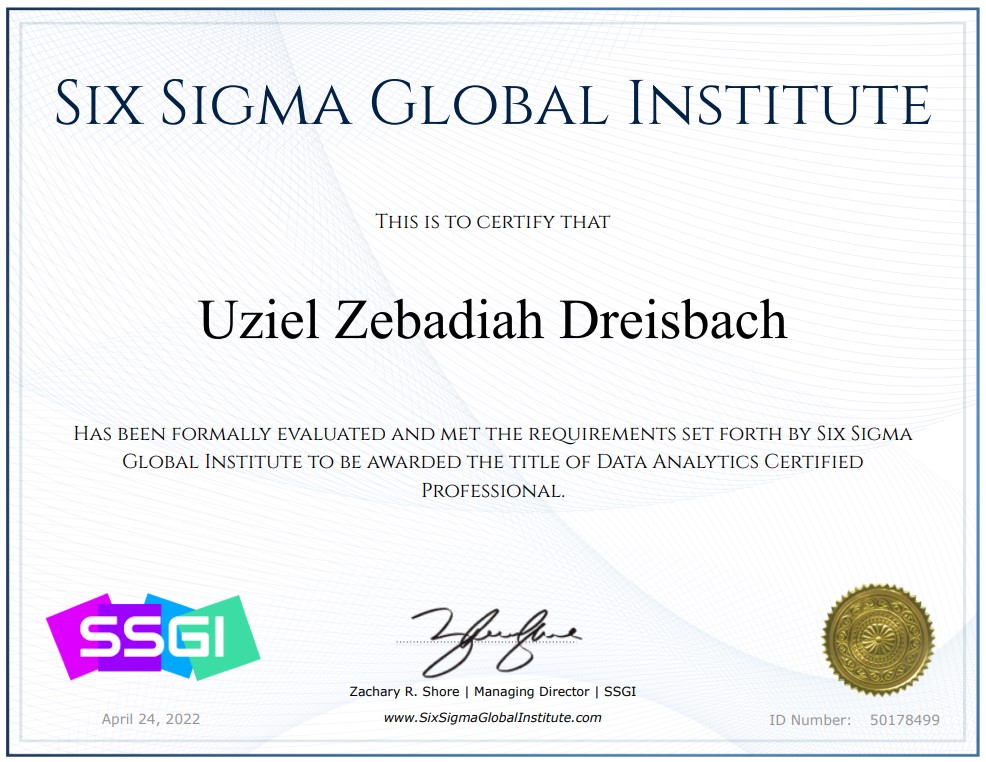 Six Sigma Global Institute
This is to certify that
Uziel Zebadiah Dreisbach
Has been formally evaluated and met the requirements set forth by Six Sigma
Global Institute to be awarded the title of Data Analytics Certified
Professional.
SSGI
Zachary R. Shore | Managing Director | SSGI
April 24, 2022
www.SixSigmaGlobalInstitute.com
ID Number: 50178499